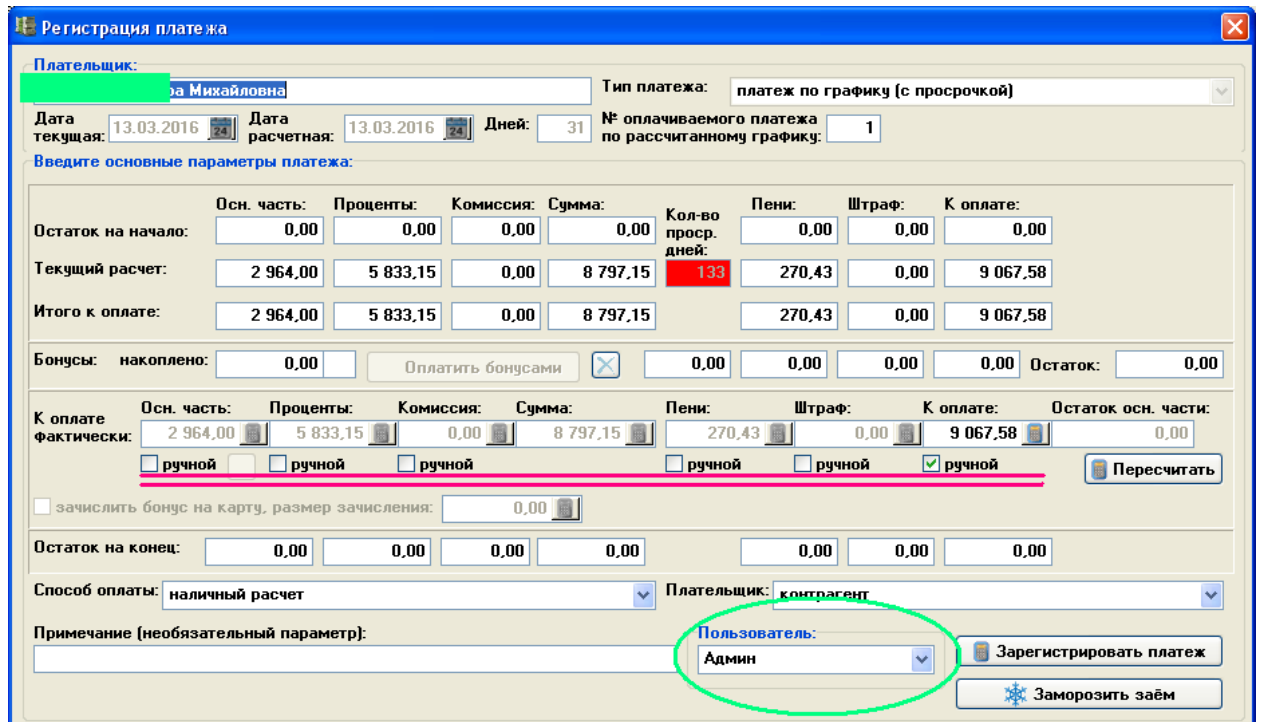 Регистрация платежа
Плательщик:
ра Михайловна
Тип платежа: платеж по графику (с просрочкой)
Дата текущая: 13.03.2016 24 Дата расчетная: 13.03.2016 24 Дней: 31 № оплачиваемого платежа по рассчитанному графику: 1
Введите основные параметры платежа:
Осн. часть: Проценты: Комиссия: Сумма: Кол-во проср. дней: Пени: Штраф: К оплате:
Остаток на начало: 0,00 0,00 0,00 0,00 0,00 0,00 0,00
Текущий расчет: 2 964,00 5 833,15 0,00 8 797,15 133 270,43 0,00 9 067,58
Итого к оплате: 2 964,00 5 833,15 0,00 8 797,15 270,43 0,00 9 067,58
Бонусы: накоплено: 0,00 Оплатить бонусами 0,00 0,00 0,00 0,00 Остаток: 0,00
Осн. часть: Проценты: Комиссия: Сумма: Пени: Штраф: К оплате: Остаток осн. части:
К оплате фактически: 2 964,00 5 833,15 0,00 8 797,15 270,43 0,00 9 067,58 0,00
ручной ручной ручной ручной ручной ручной Пересчитать
зачислить бонус на карту, размер зачисления: 0,00
Остаток на конец: 0,00 0,00 0,00 0,00 0,00 0,00 0,00
Способ оплаты: наличный расчет Плательщик: контрагент
Примечание (необязательный параметр): Пользователь:
Админ Зарегистрировать платеж
Заморозить заём